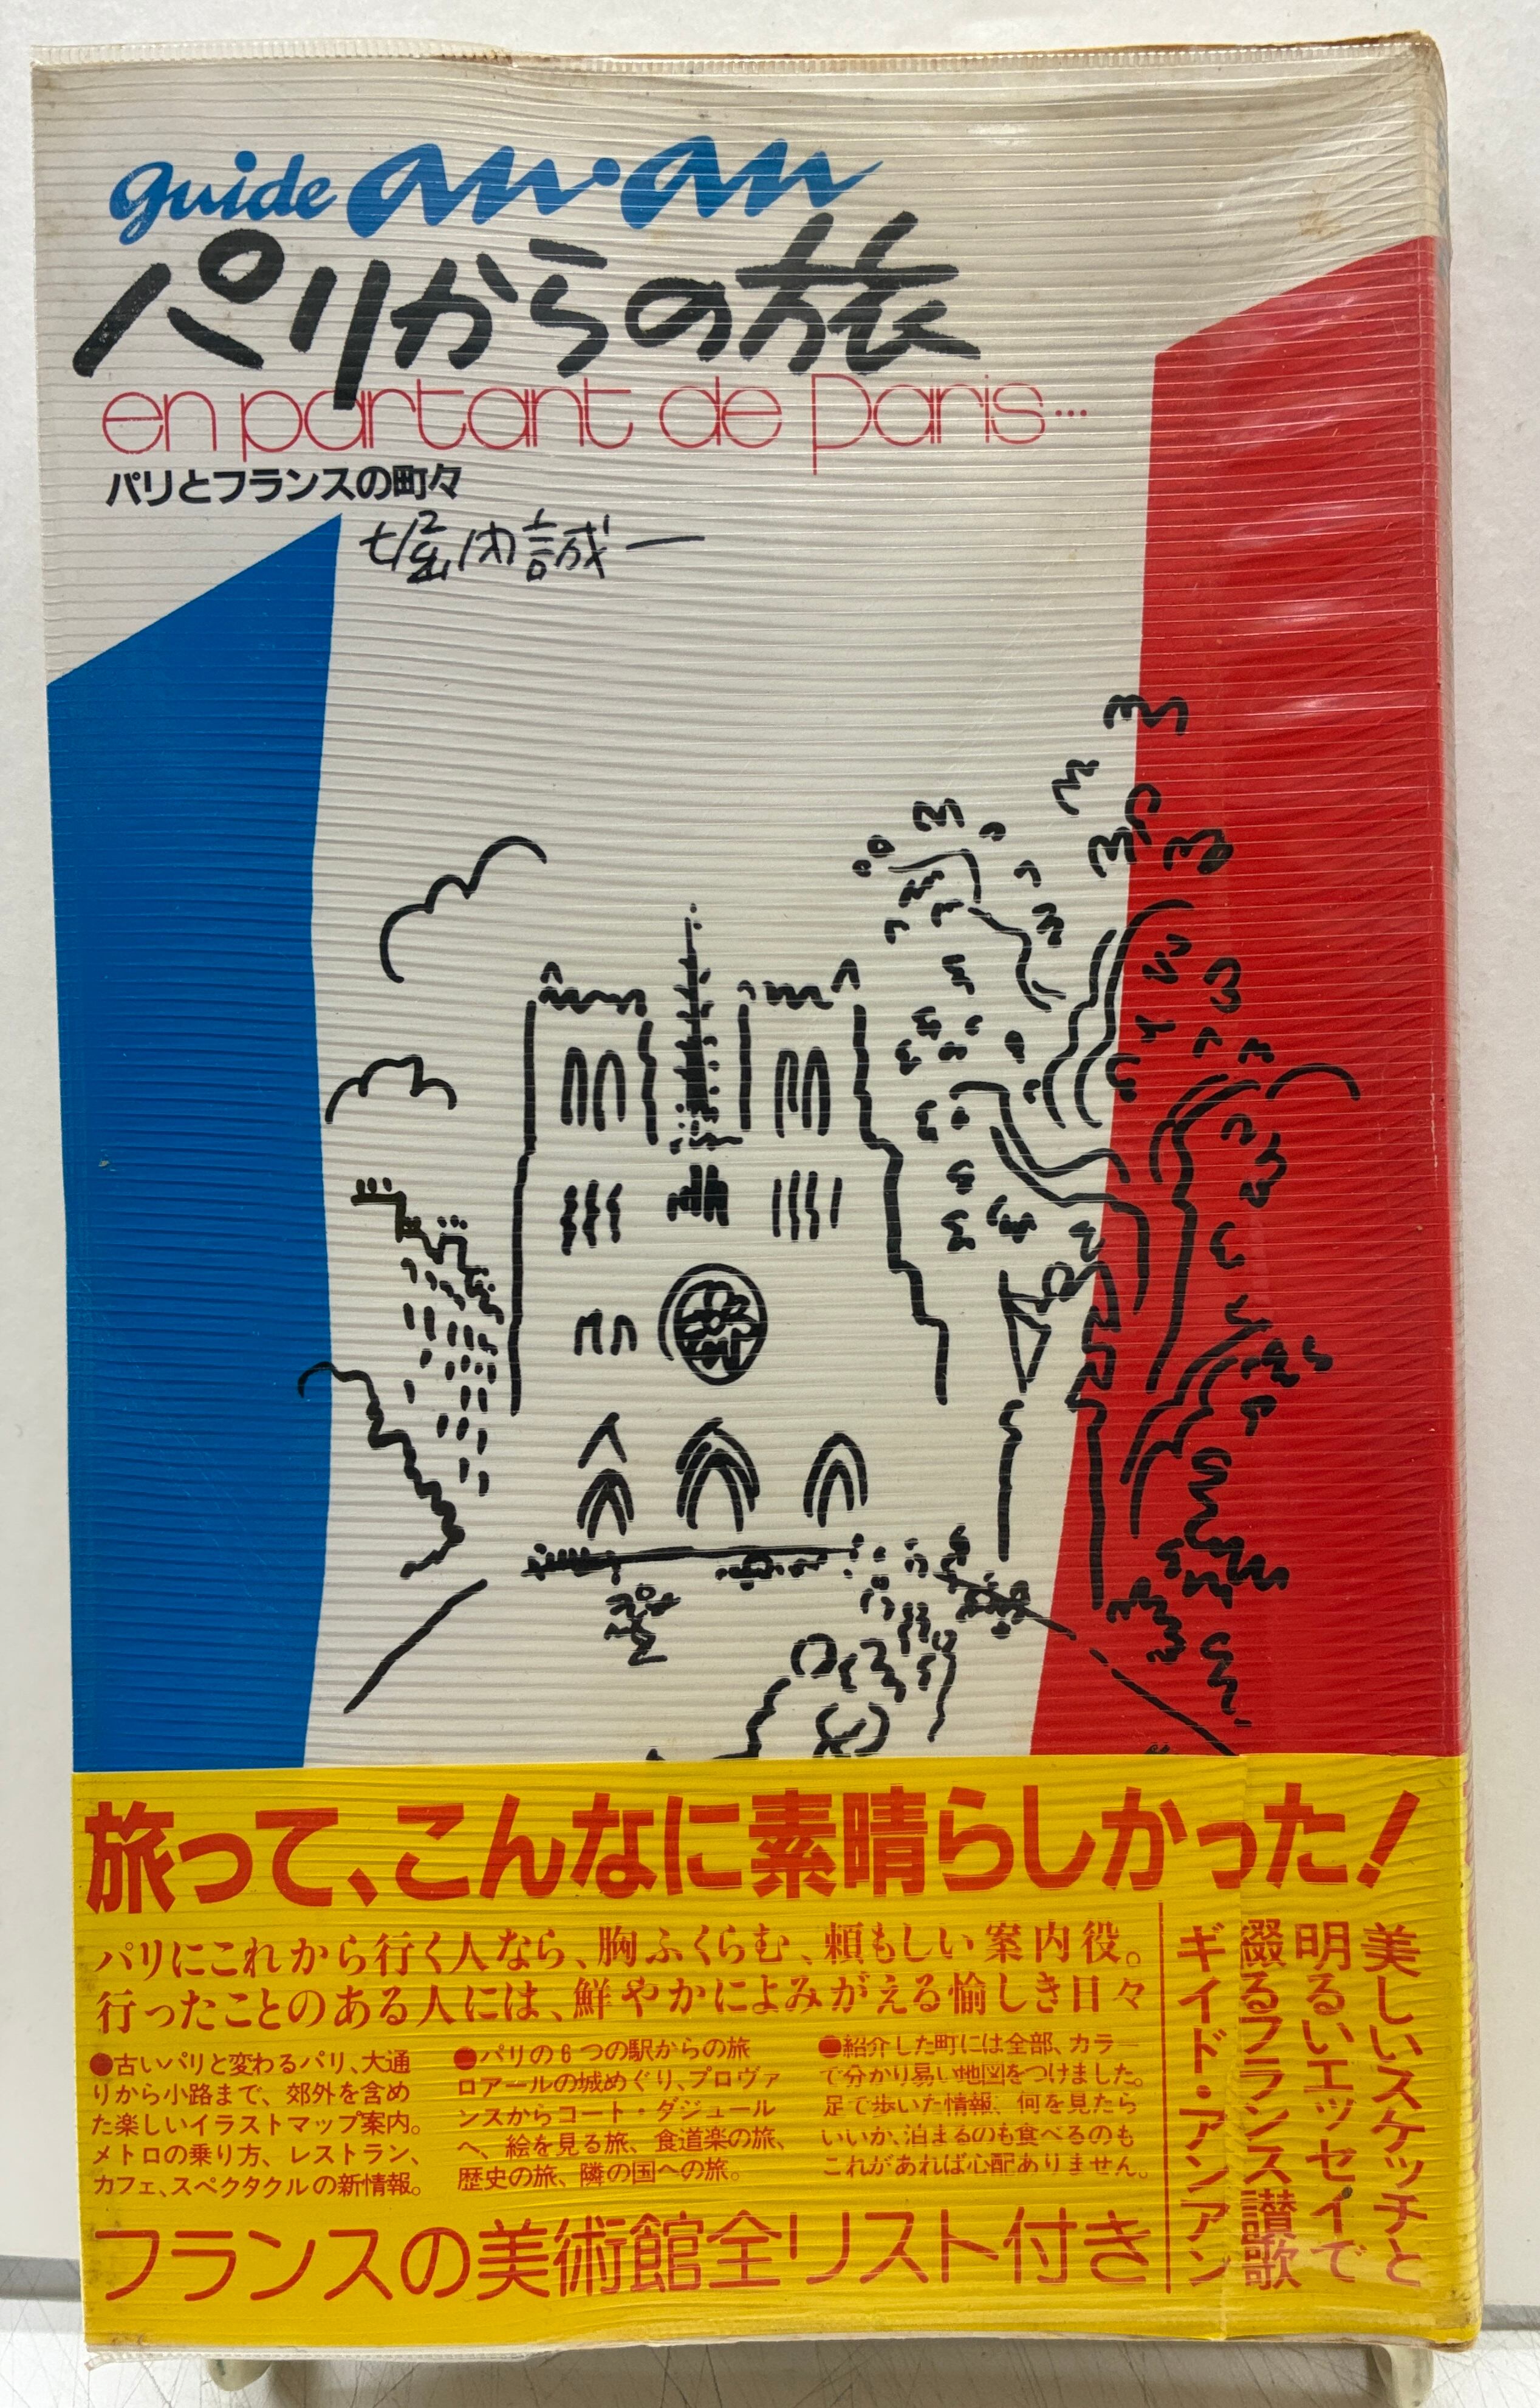 guide an・an
パリからの旅
en partant de paris…
パリとフランスの町々
堀内誠一
旅って、こんなに素晴らしかった!
パリにこれから行く人なら、胸ふくらむ、頼もしい案内役。
行ったことのある人には、鮮やかによみがえる愉しき日々
●古いパリと変わるパリ、大通
りから小路まで、郊外を含め
た楽しいイラストマップ案内。
メトロの乗り方、レストラン、
カフェ、スペクタクルの新情報。
●パリの6つの駅からの旅
ロアールの城めぐり、プロヴァ
ンスからコート・ダジュール
へ、絵を見る旅、食道楽の旅、
歴史の旅、隣の国への旅。
●紹介した町には全部、カラー
で分かり易い地図をつけました。
足で歩いた情報、何を見たら
いいか、泊まるのも食べるのも
これがあれば心配ありません。
フランスの美術館全リスト付き
美しいスケッチと
明るいエッセイで
綴るフランス讃歌
ギイド・アンアン